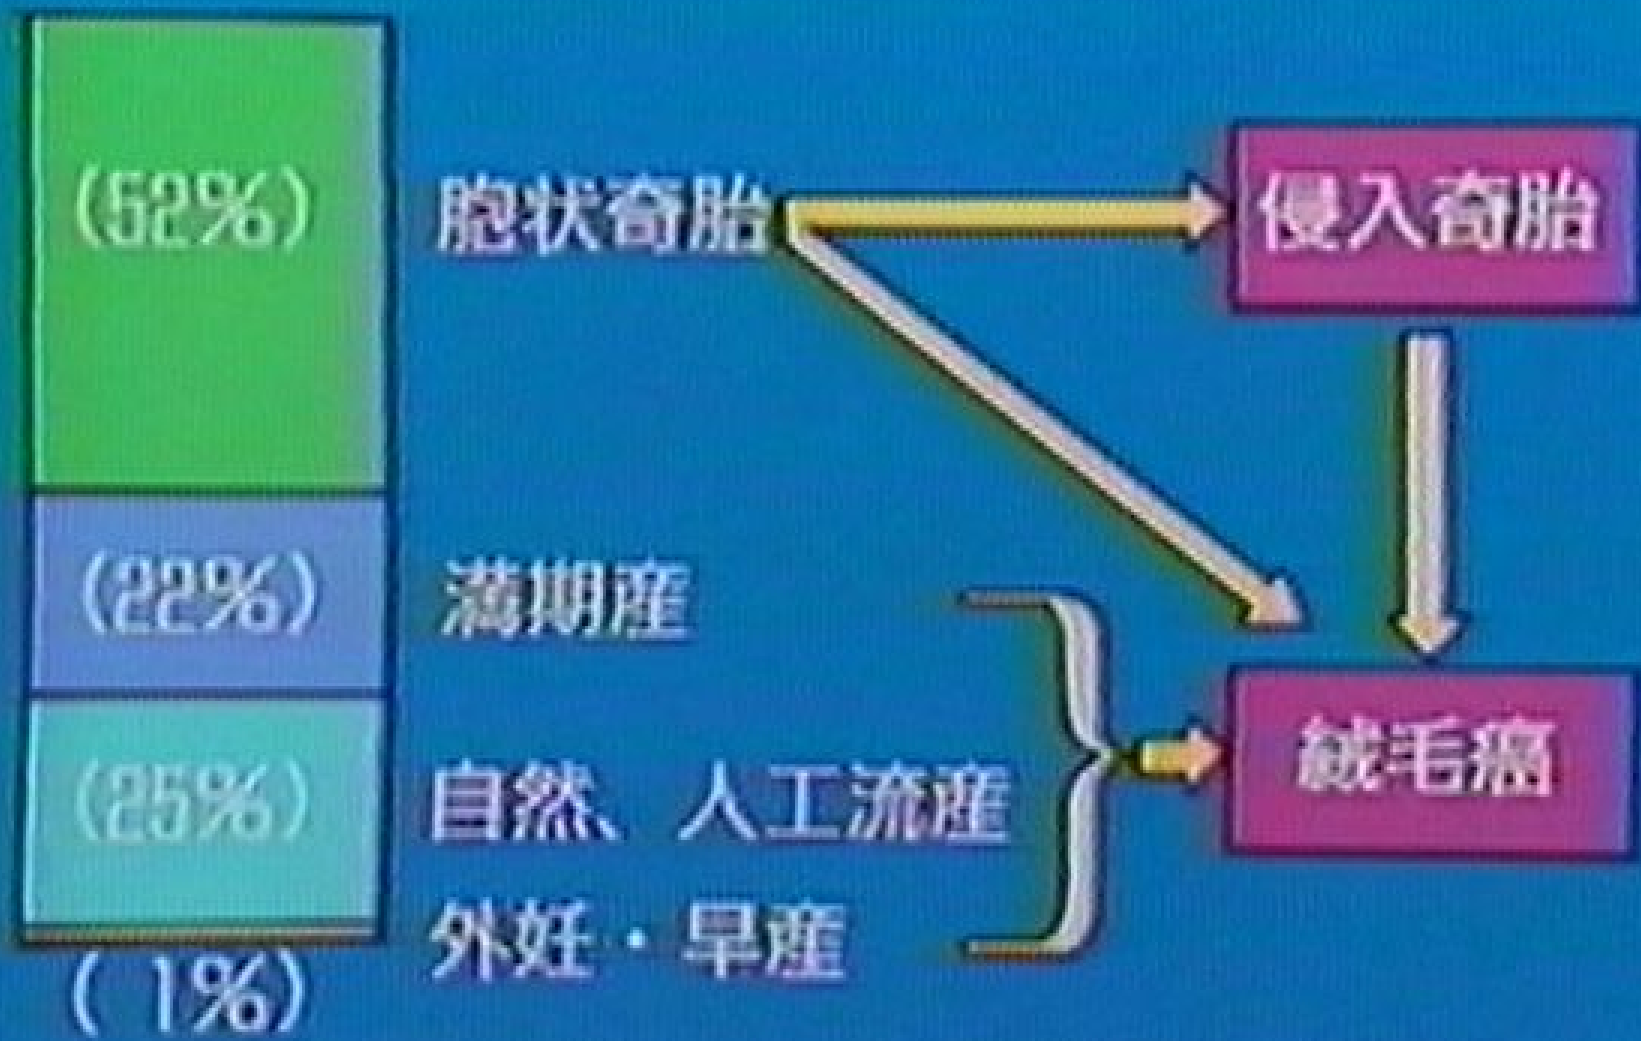 (52%) 胞状奇胎 侵入奇胎
(22%) 満期産
(25%) 自然、人工流産 絨毛癌
外妊・早産
(1%)